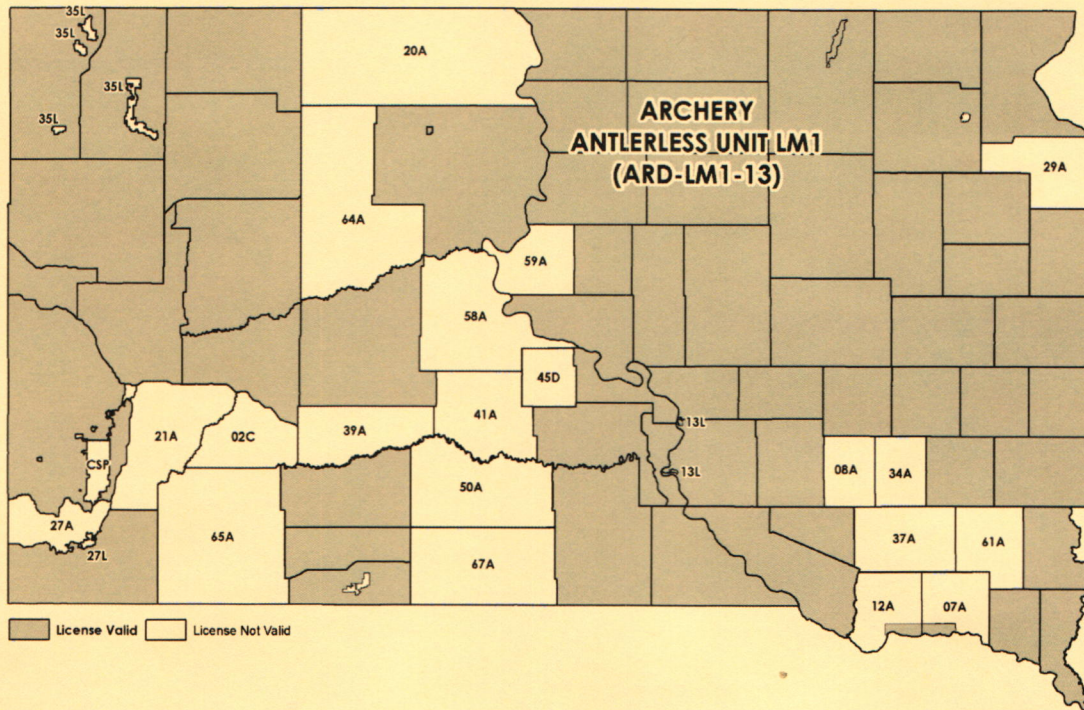 35L
35L
20A
35L
35L
ARCHERY
ANTLERLESS UNIT LM1
(ARD-LM1-13)
29A
64A
59A
58A
45D
41A
21A
02C
39A
13L
CSP
08A
34A
13L
50A
27A
65A
37A
61A
27L
67A
12A
07A
License Valid
License Not Valid